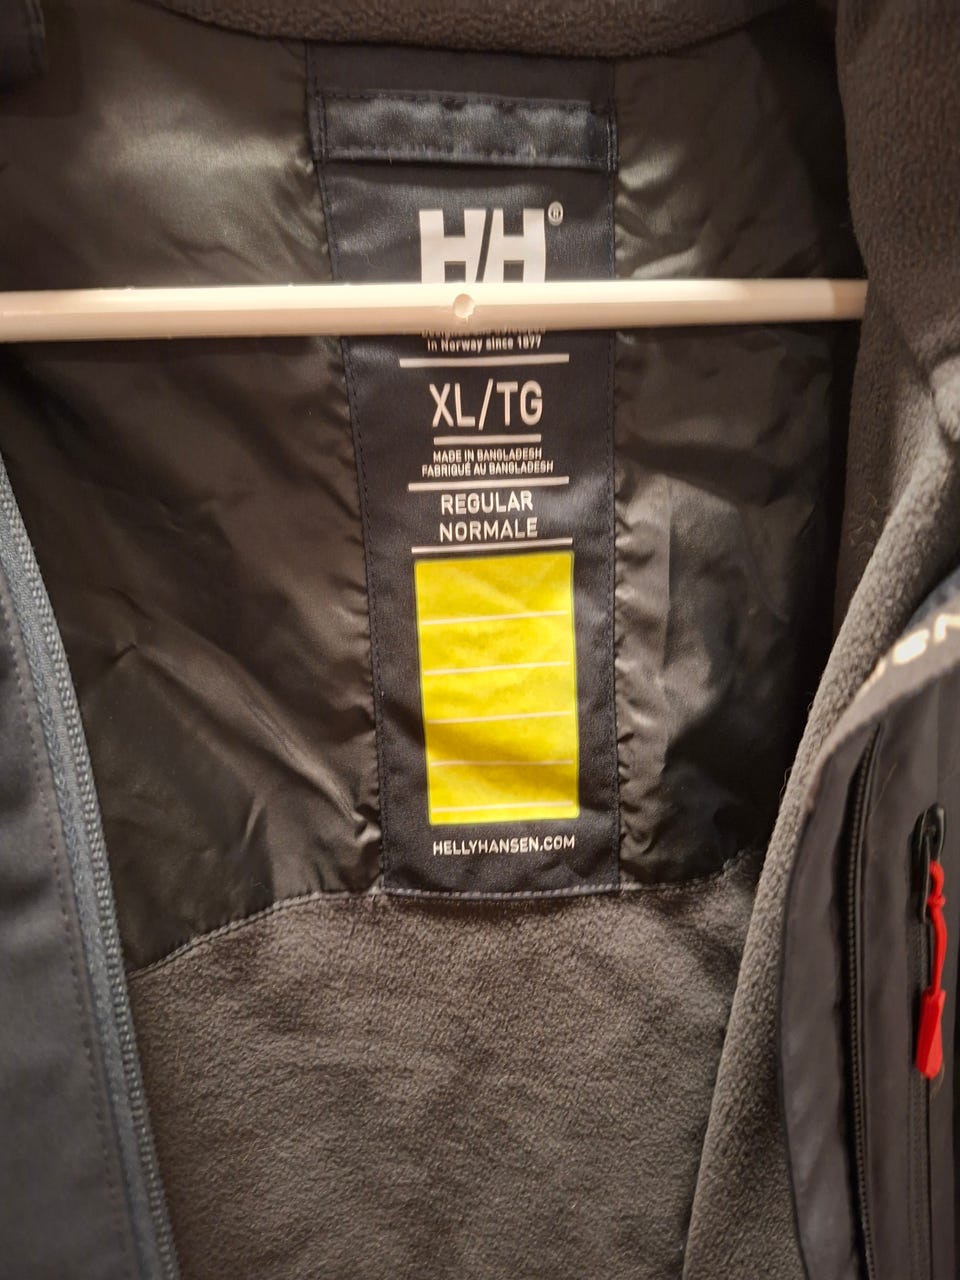 HH®
in Norway since 1877
XL/TG
MADE IN BANGLADESH
FABRIQUÉ AU BANGLADESH
REGULAR
NORMALE
HELLYHANSEN.COM